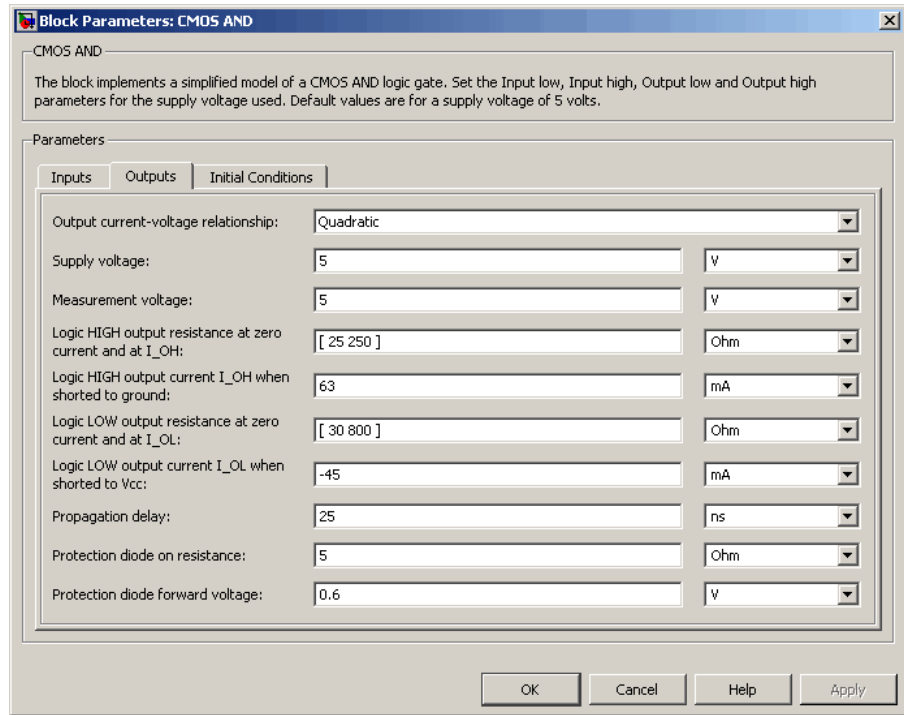 Block Parameters: CMOS AND
CMOS AND
The block implements a simplified model of a CMOS AND logic gate. Set the Input low, Input high, Output low and Output high
parameters for the supply voltage used. Default values are for a supply voltage of 5 volts.
Parameters
Inputs Outputs Initial Conditions
Output current-voltage relationship: Quadratic
Supply voltage: 5 V
Measurement voltage: 5 V
Logic HIGH output resistance at zero
current and at I_OH: [ 25 250 ] Ohm
Logic HIGH output current I_OH when
shorted to ground: 63 mA
Logic LOW output resistance at zero
current and at I_OL: [ 30 800 ] Ohm
Logic LOW output current I_OL when
shorted to Vcc: -45 mA
Propagation delay: 25 ns
Protection diode on resistance: 5 Ohm
Protection diode forward voltage: 0.6 V
OK Cancel Help Apply